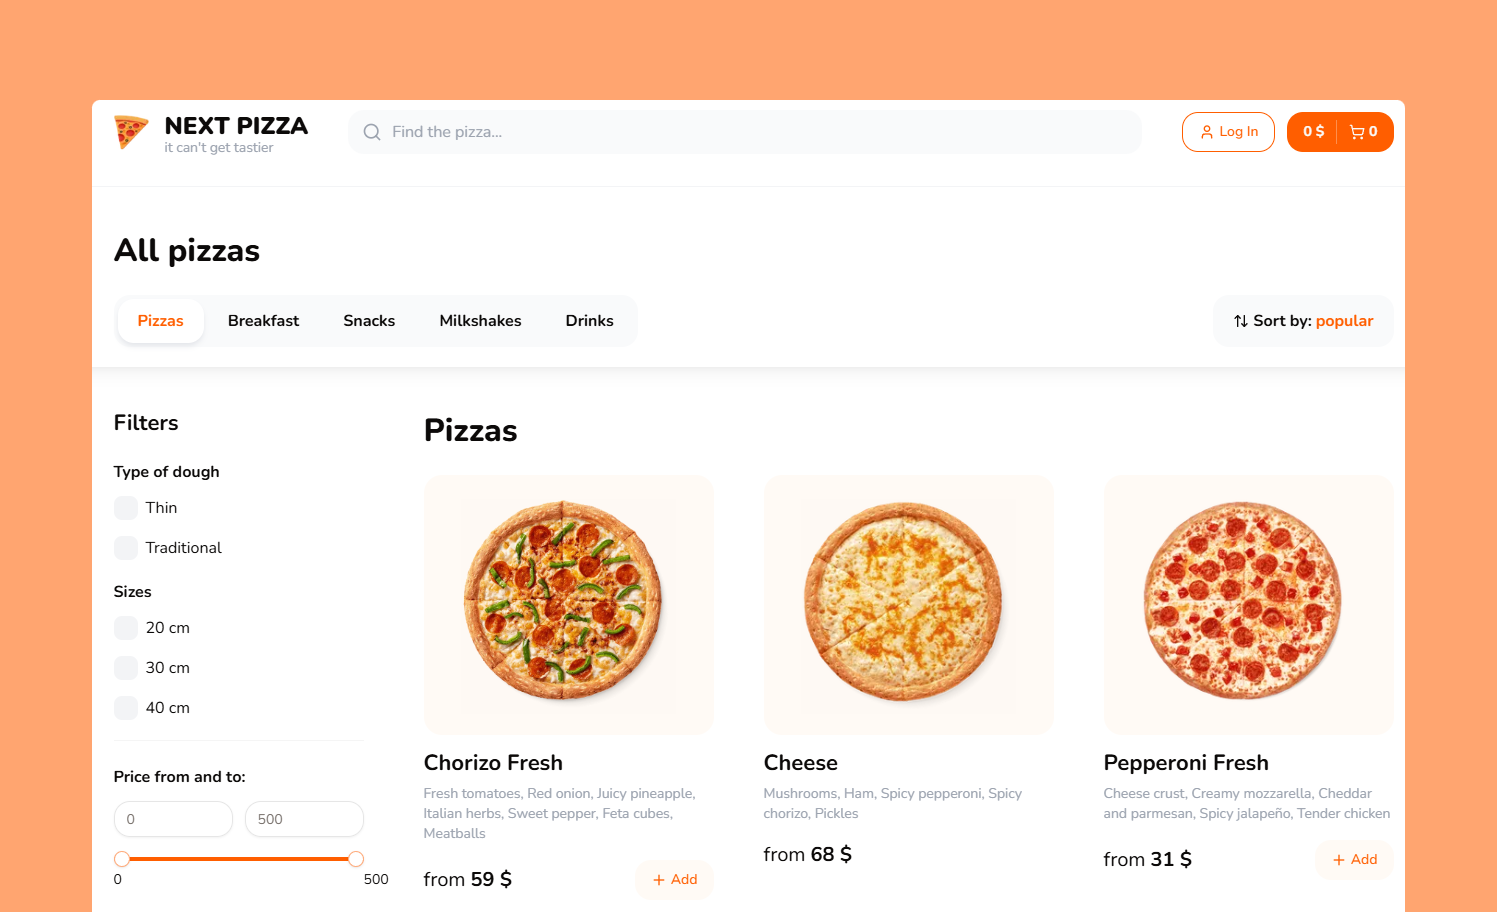 NEXT PIZZA
it can't get tastier
Find the pizza...
Log In
0 $
0
All pizzas
Pizzas
Breakfast
Snacks
Milkshakes
Drinks
Sort by: popular
Filters
Type of dough
Thin
Traditional
Sizes
20 cm
30 cm
40 cm
Price from and to:
0
500
0
500
Pizzas
Chorizo Fresh
Fresh tomatoes, Red onion, Juicy pineapple,
Italian herbs, Sweet pepper, Feta cubes,
Meatballs
from 59 $
+ Add
Cheese
Mushrooms, Ham, Spicy pepperoni, Spicy
chorizo, Pickles
from 68 $
Pepperoni Fresh
Cheese crust, Creamy mozzarella, Cheddar
and parmesan, Spicy jalapeño, Tender chicken
from 31 $
+ Add